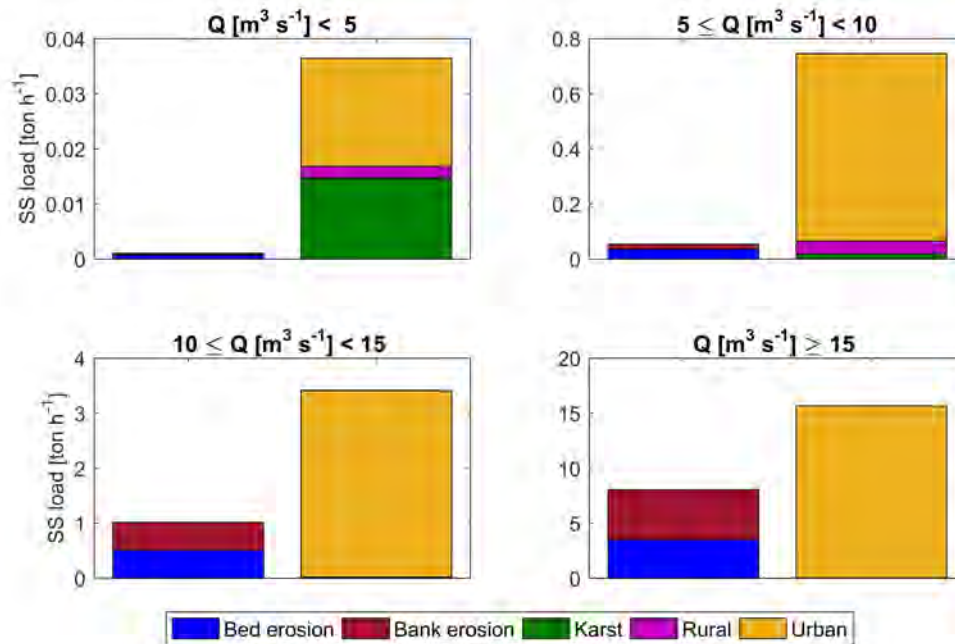 Q [m³ s⁻¹] < 5
SS load [ton h⁻¹]
0.04
0.03
0.02
0.01
0
5 ≤ Q [m³ s⁻¹] < 10
0.8
0.6
0.4
0.2
0
10 ≤ Q [m³ s⁻¹] < 15
SS load [ton h⁻¹]
4
3
2
1
0
Q [m³ s⁻¹] ≥ 15
20
15
10
5
0
Bed erosion Bank erosion Karst Rural Urban